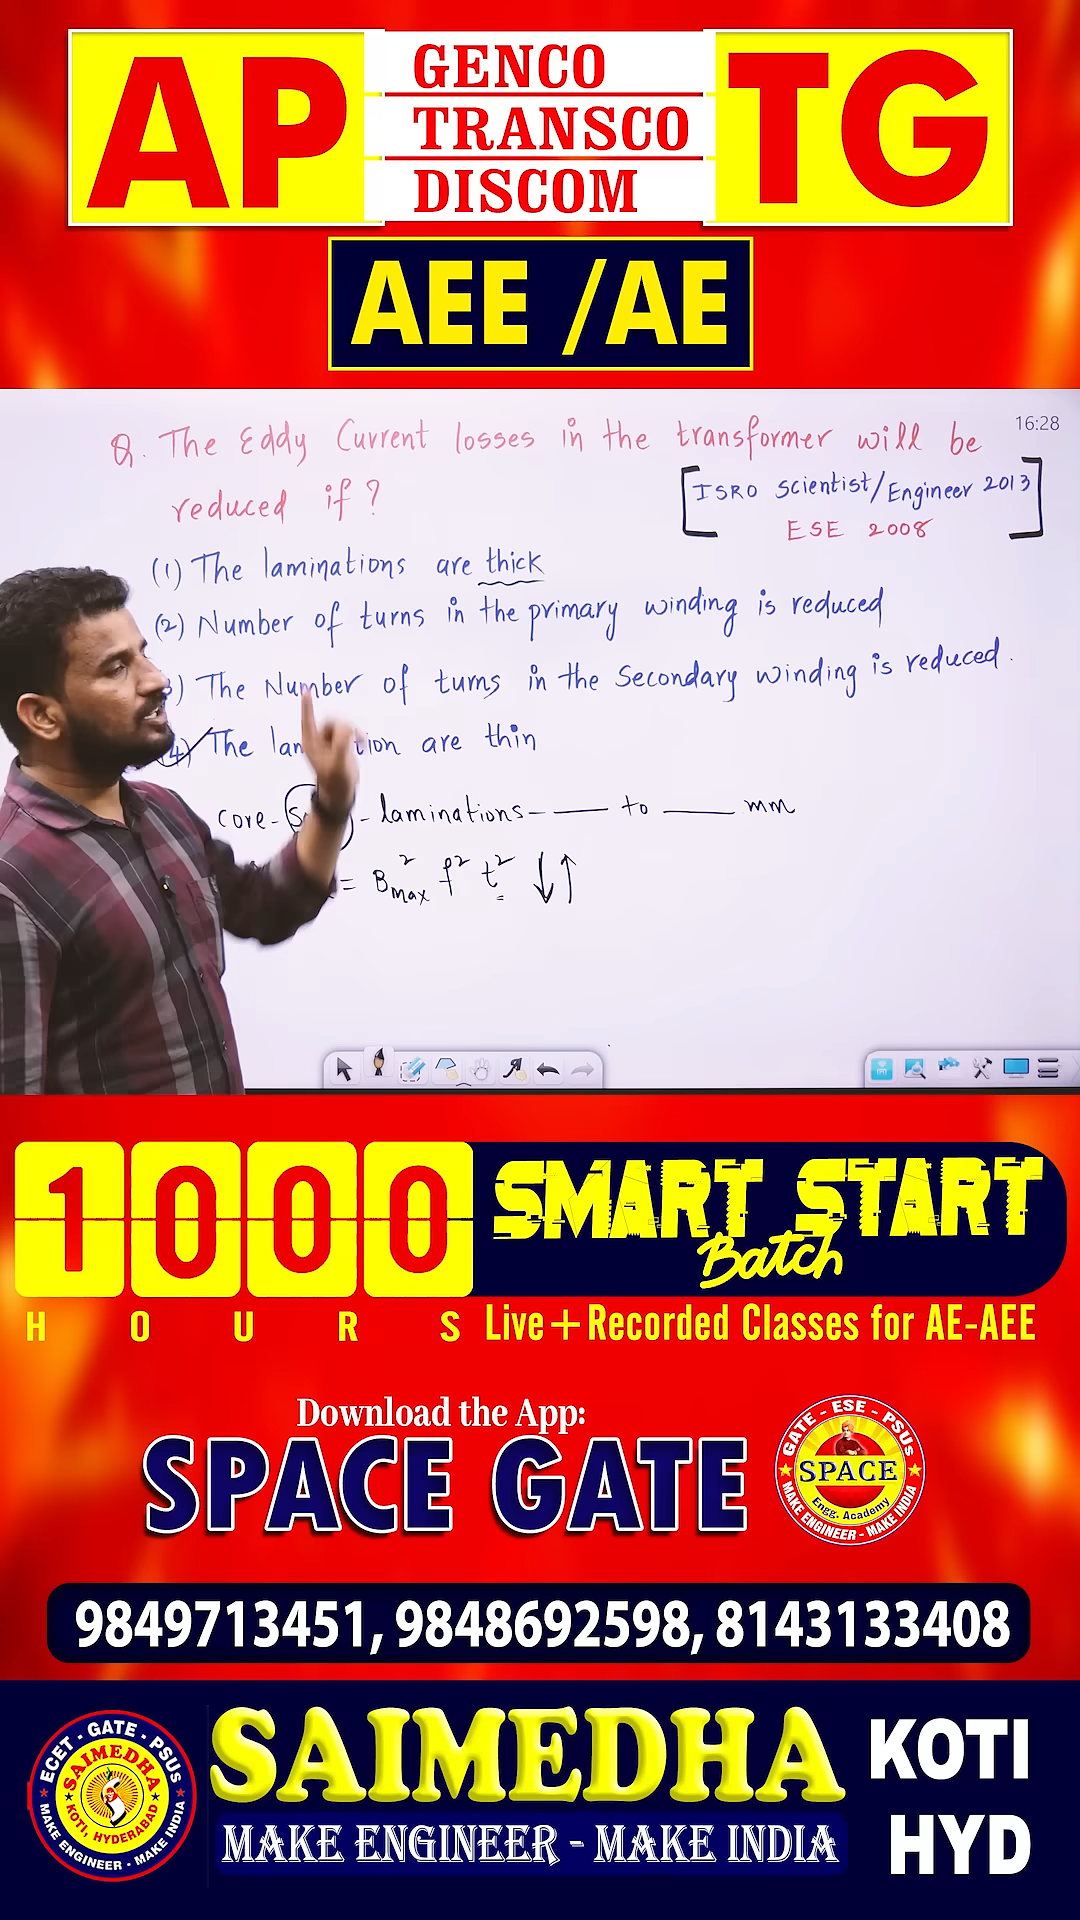 AP
GENCO
TRANSCO
DISCOM
TG
AEE /AE
16:28
Q. The Eddy Current losses in the transformer will be
reduced if ?
[ISRO Scientist/Engineer 2013
ESE 2008]
(1) The laminations are thick
(2) Number of turns in the primary winding is reduced
3) The Number of turns in the Secondary winding is reduced.
(4) The lan tion are thin
core - - laminations - ___ to ___ mm
= B²max f² t² ↓↑
1000
HOURS
SMART START
Batch
Live+Recorded Classes for AE-AEE
Download the App:
SPACE GATE
GATE - ESE - PSUs
SPACE
Engg. Academy
MAKE ENGINEER - MAKE INDIA
9849713451, 9848692598, 8143133408
ECET - GATE - PSUs
SAIMEDHA
KOTI, HYDERABAD
MAKE ENGINEER - MAKE INDIA
SAIMEDHA
MAKE ENGINEER - MAKE INDIA
KOTI
HYD